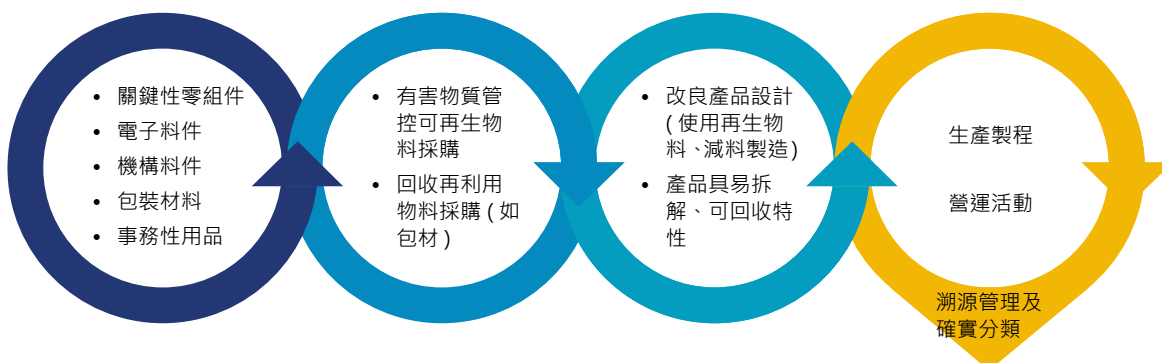 • 關鍵性零組件
• 電子料件
• 機構料件
• 包裝材料
• 事務性用品
• 有害物質管
控可再生物
料採購
• 回收再利用
物料採購 ( 如
包材 )
• 改良產品設計
( 使用再生物
料、減料製造 )
• 產品具易拆
解、可回收特
性
生產製程
營運活動
溯源管理及
確實分類